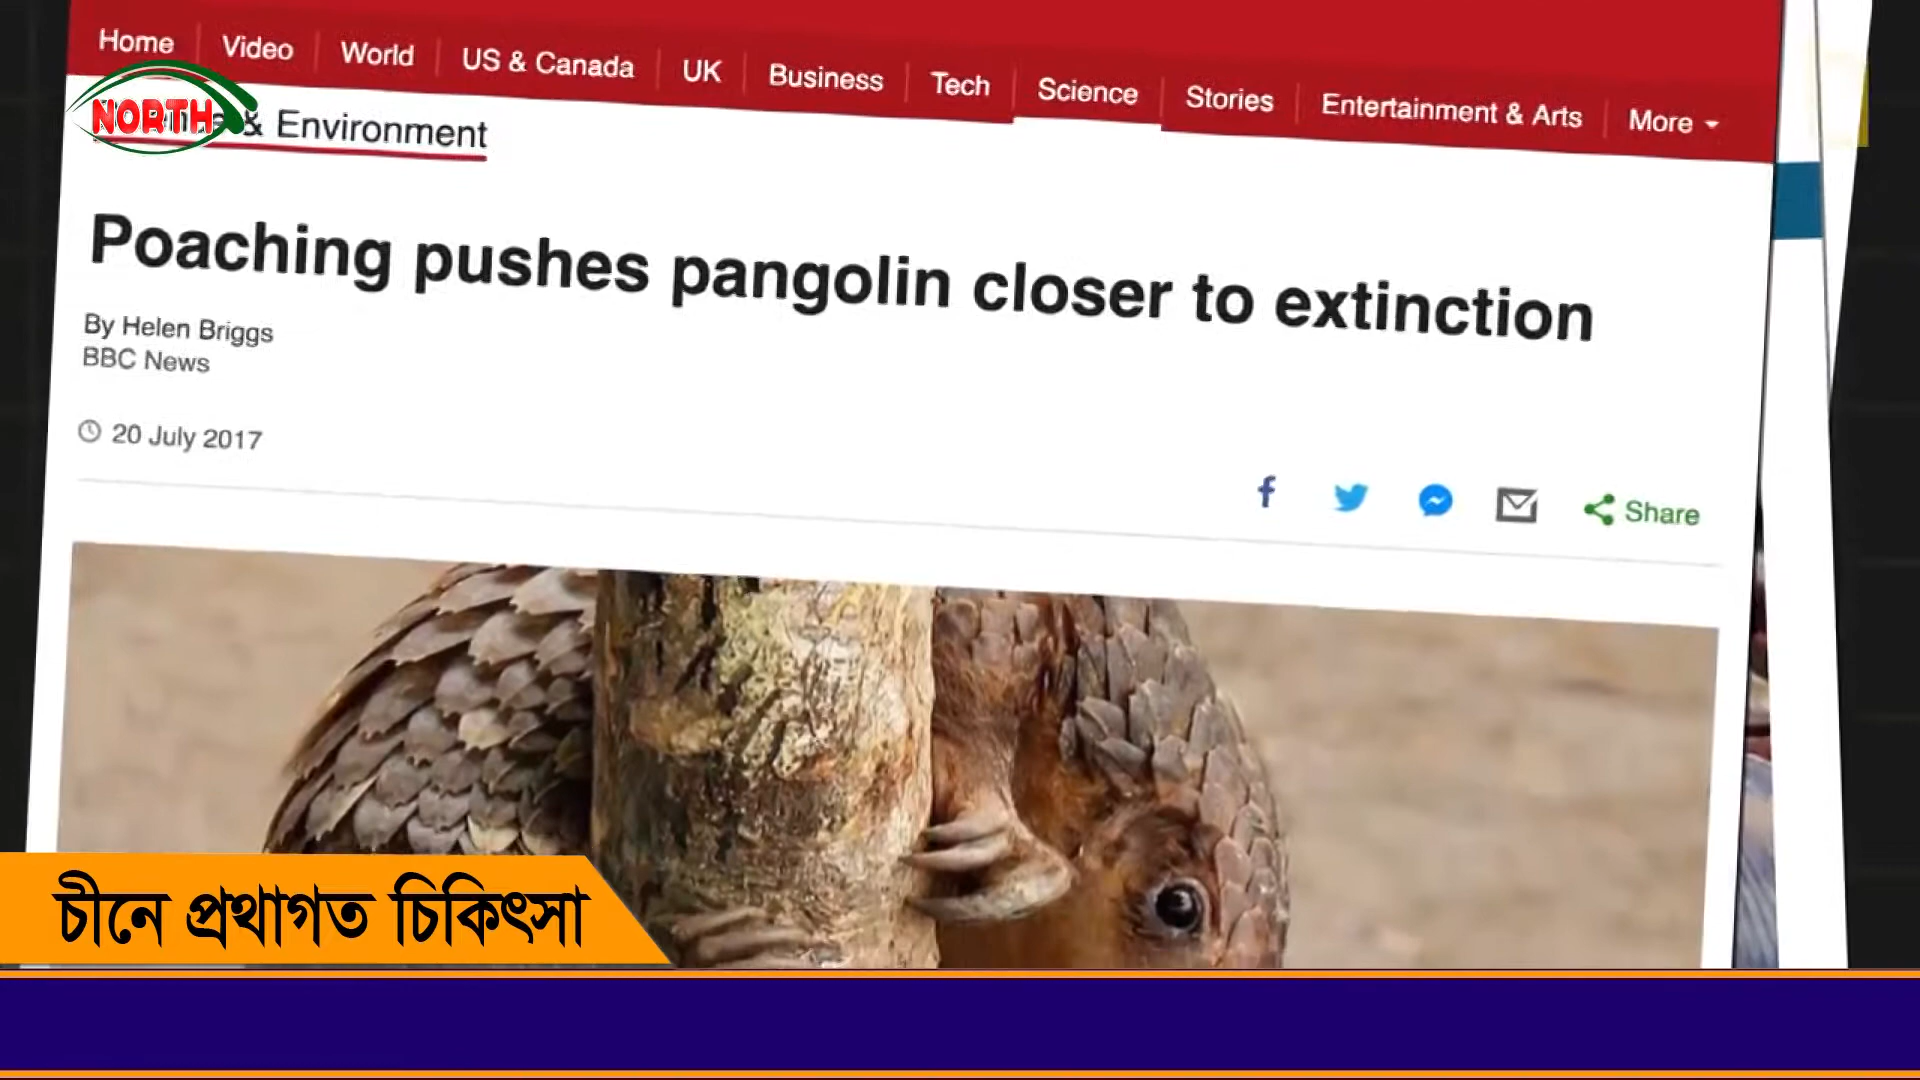 Home Video World US & Canada UK Business Tech Science Stories Entertainment & Arts More
NORTH
& Environment
Poaching pushes pangolin closer to extinction
By Helen Briggs
BBC News
20 July 2017
Share
চীনে প্রথাগত চিকিৎসা